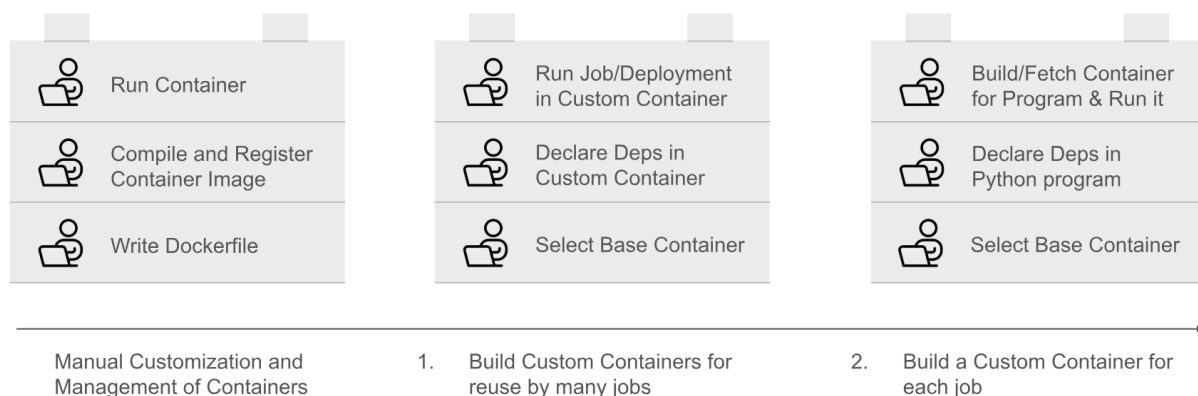 Run Container
Compile and Register
Container Image
Write Dockerfile
Run Job/Deployment
in Custom Container
Declare Deps in
Custom Container
Select Base Container
Build/Fetch Container
for Program & Run it
Declare Deps in
Python program
Select Base Container
Manual Customization and
Management of Containers
1. Build Custom Containers for
reuse by many jobs
2. Build a Custom Container for
each job